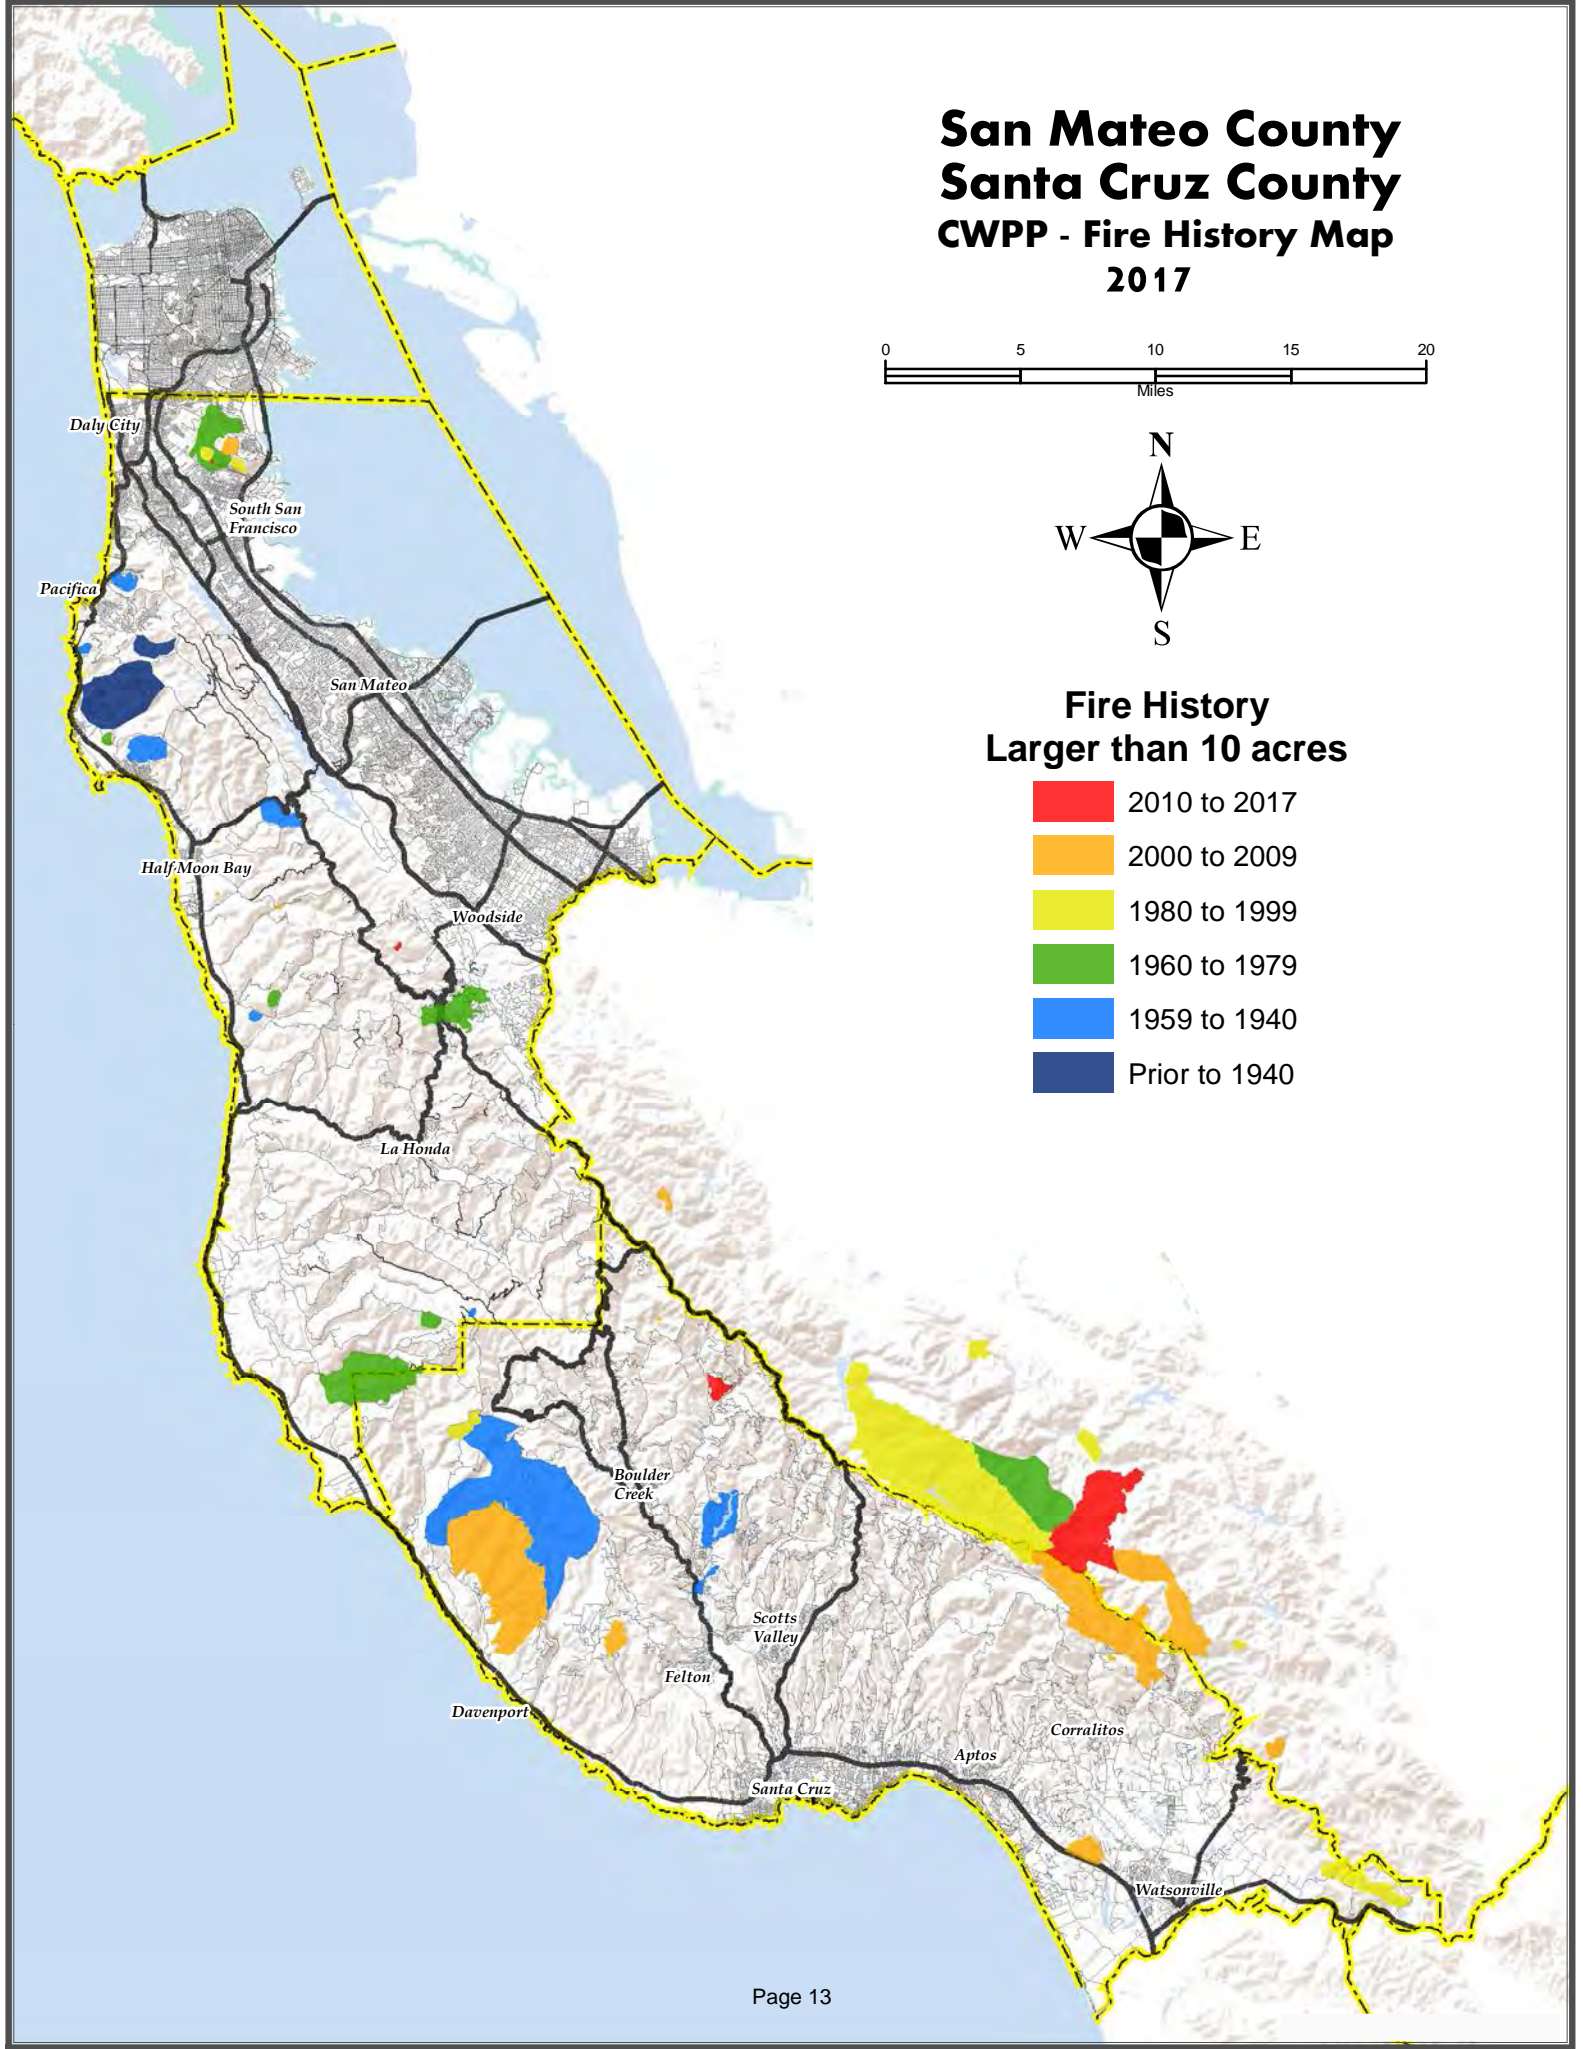 San Mateo County
Santa Cruz County
CWPP - Fire History Map
2017
0 5 10 15 20
Miles
N
W E
S
Fire History
Larger than 10 acres
2010 to 2017
2000 to 2009
1980 to 1999
1960 to 1979
1959 to 1940
Prior to 1940
Daly City
South San
Francisco
Pacifica
San Mateo
Half Moon Bay
Woodside
La Honda
Boulder
Creek
Scotts
Valley
Felton
Davenport
Corralitos
Aptos
Santa Cruz
Watsonville
Page 13